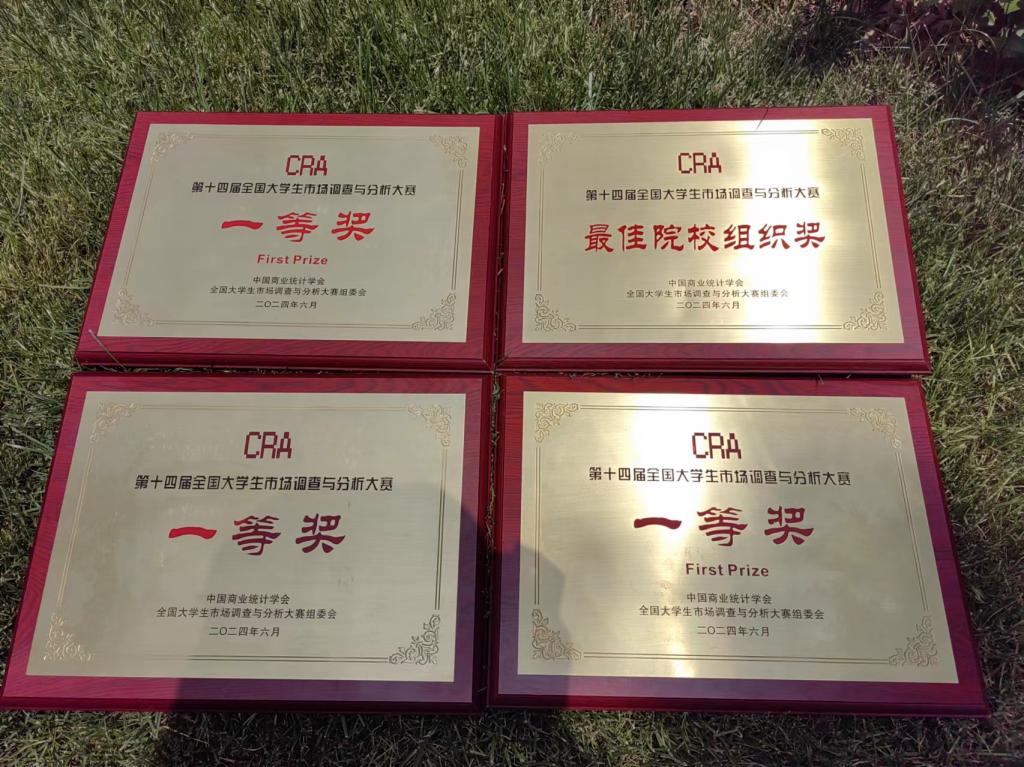 CRA
第十四届全国大学生市场调查与分析大赛
一等奖
First Prize
中国商业统计学会
全国大学生市场调查与分析大赛组委会
二〇二四年六月
CRA
第十四届全国大学生市场调查与分析大赛
最佳院校组织奖
中国商业统计学会
全国大学生市场调查与分析大赛组委会
二〇二四年六月
CRA
第十四届全国大学生市场调查与分析大赛
一等奖
中国商业统计学会
全国大学生市场调查与分析大赛组委会
二〇二四年六月
CRA
第十四届全国大学生市场调查与分析大赛
一等奖
First Prize
中国商业统计学会
全国大学生市场调查与分析大赛组委会
二〇二四年六月